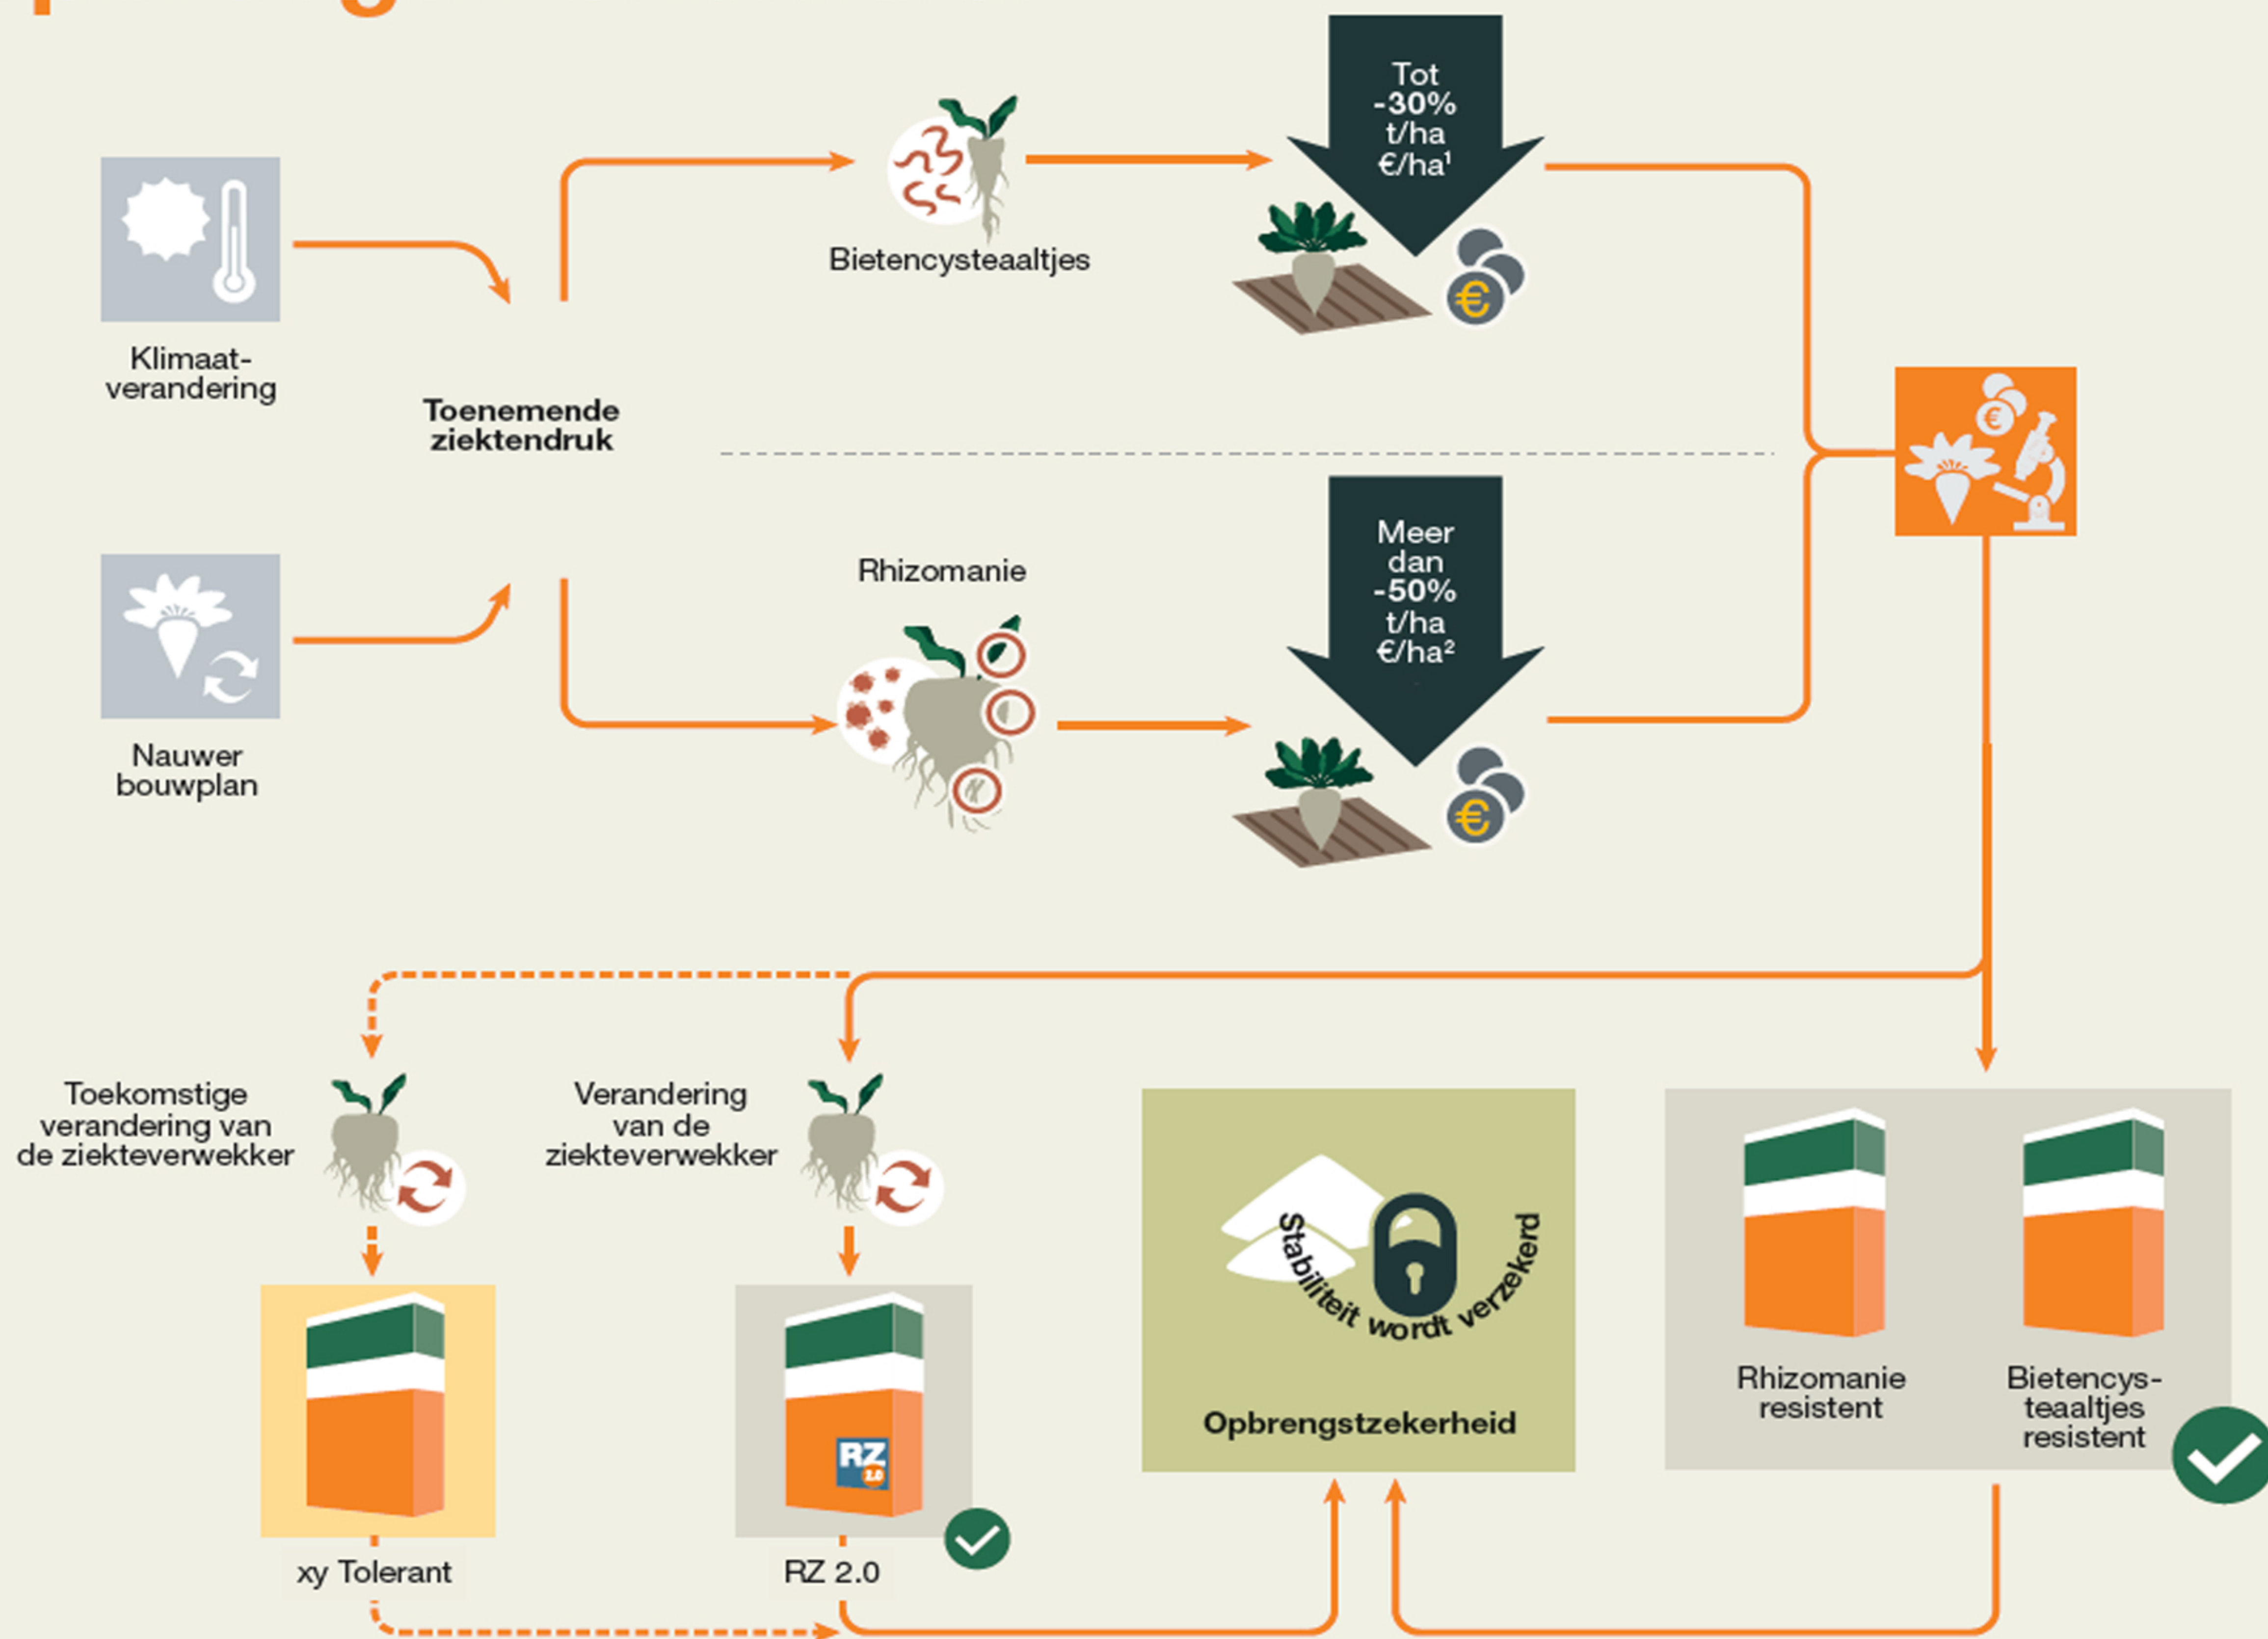 Tot
-30%
t/ha
€/ha¹
Bietencysteaaltjes
Klimaat-
verandering
Toenemende
ziektendruk
Meer
dan
-50%
t/ha
€/ha²
Rhizomanie
Nauwer
bouwplan
Toekomstige
verandering van
de ziekteverwekker
Verandering
van de
ziekteverwekker
Stabiliteit wordt verzekerd
Opbrengstzekerheid
Rhizomanie
resistent
Bietencys-
teaaltjes
resistent
RZ
2.0
xy Tolerant
RZ 2.0